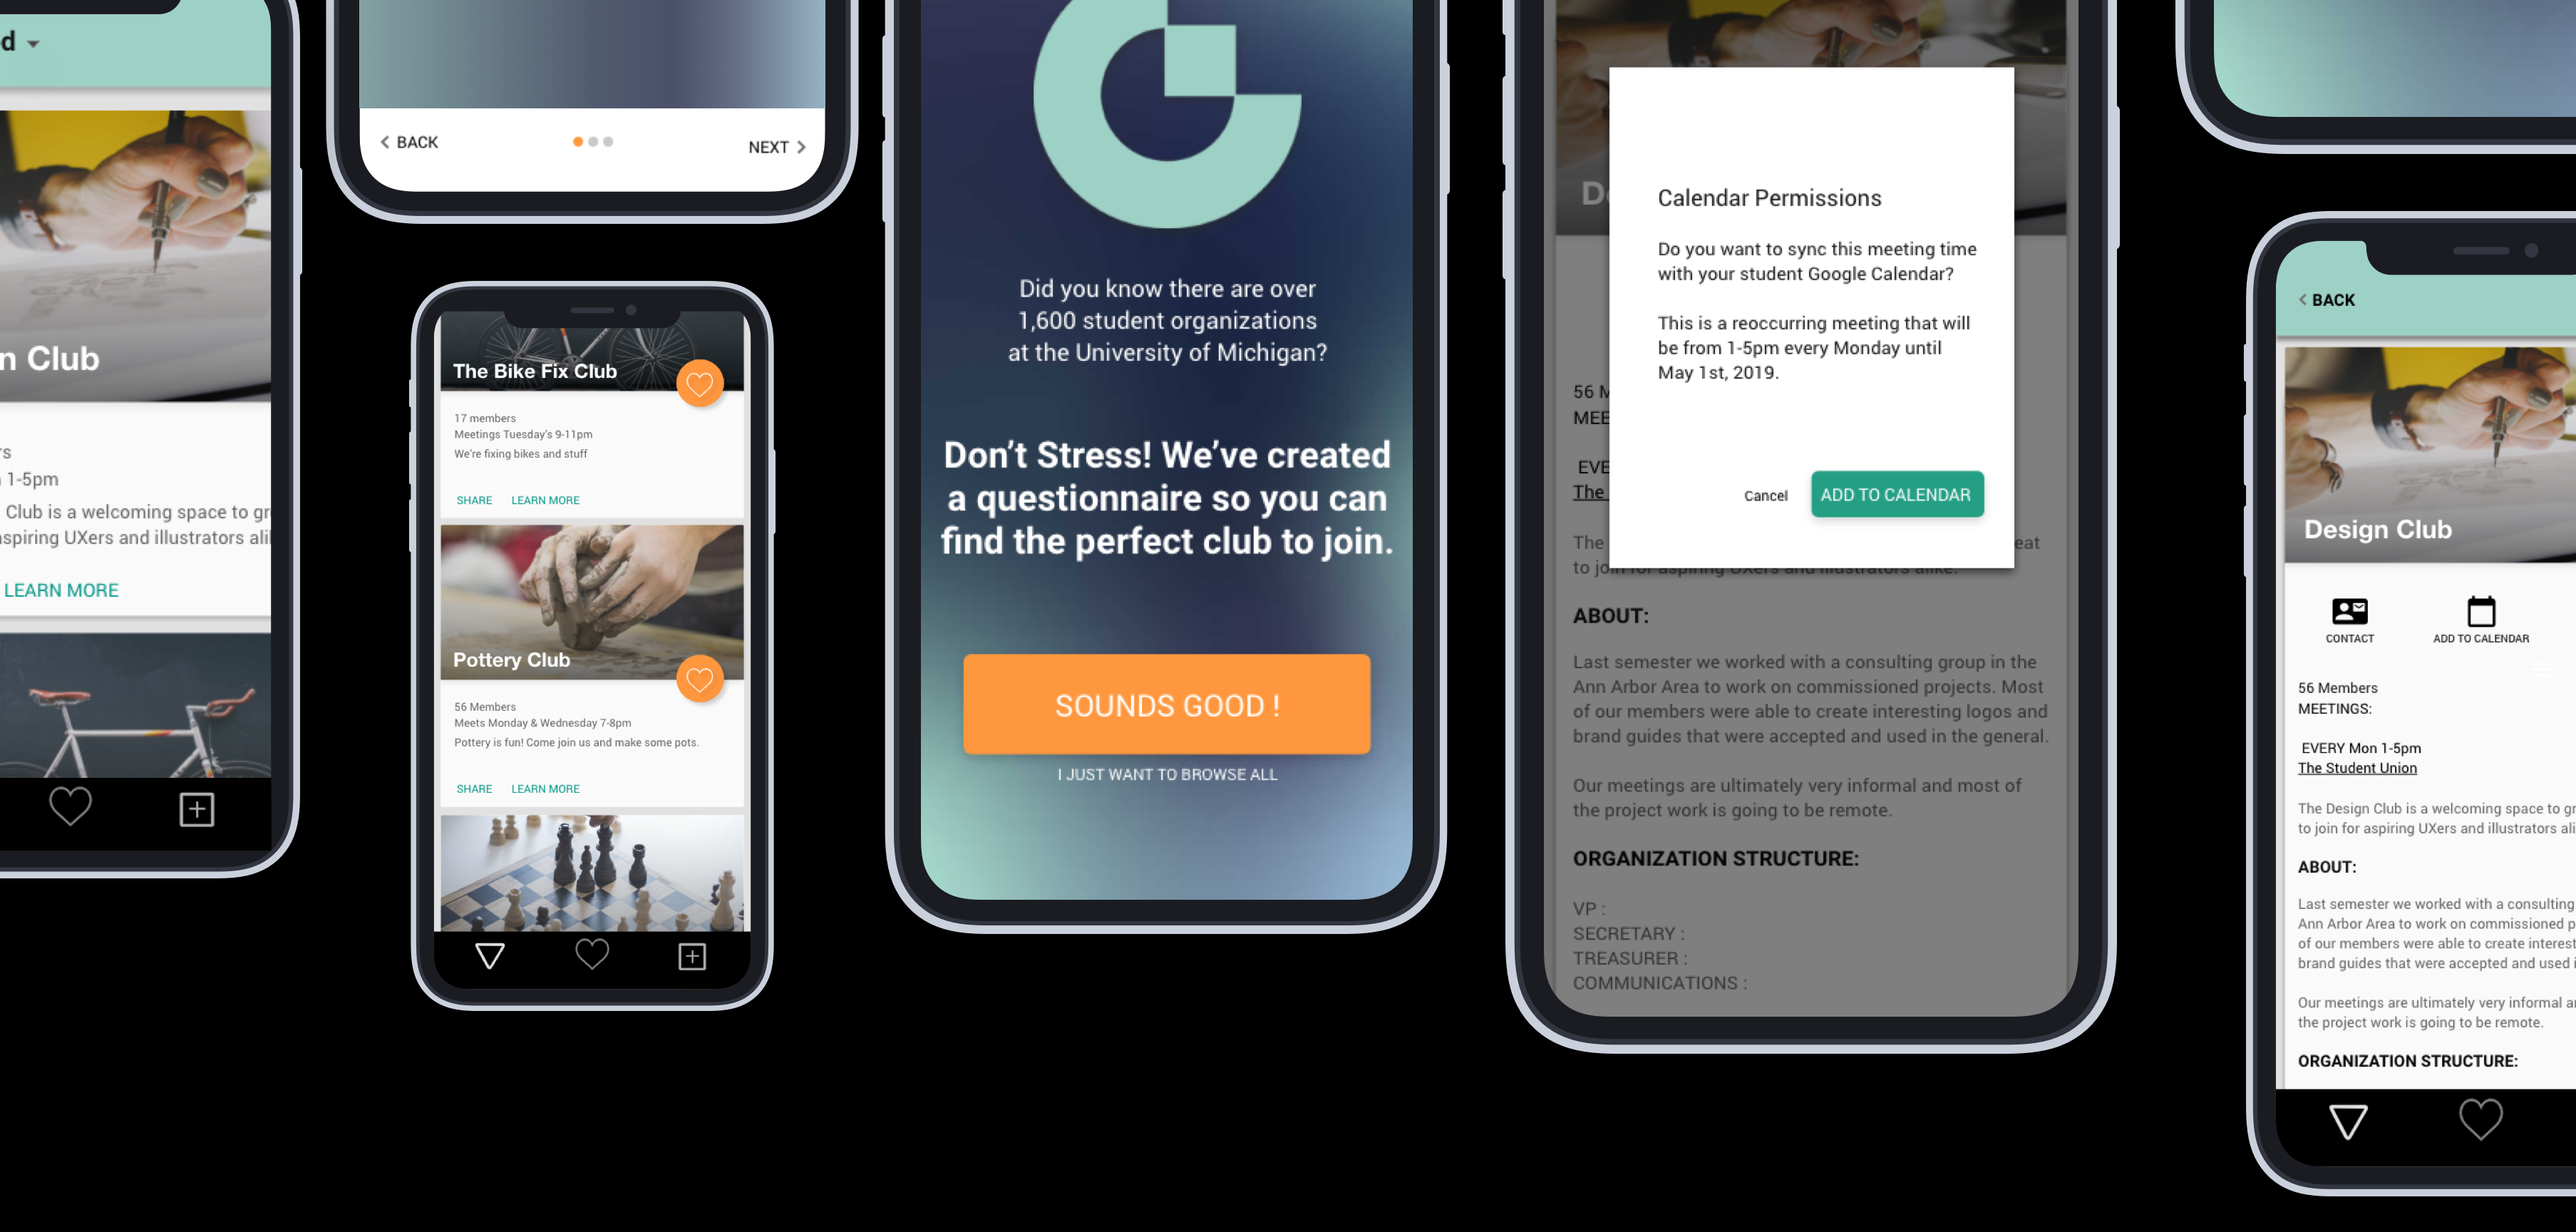 d
n Club
rs
1-5pm
Club is a welcoming space to gr
spiring UXers and illustrators ali
LEARN MORE
BACK
NEXT
The Bike Fix Club
17 members
Meetings Tuesday's 9-11pm
We're fixing bikes and stuff
SHARE LEARN MORE
Pottery Club
56 Members
Meets Monday & Wednesday 7-8pm
Pottery is fun! Come join us and make some pots.
SHARE LEARN MORE
Did you know there are over
1,600 student organizations
at the University of Michigan?
Don't Stress! We've created
a questionnaire so you can
find the perfect club to join.
SOUNDS GOOD !
I JUST WANT TO BROWSE ALL
De
Calendar Permissions
Do you want to sync this meeting time
with your student Google Calendar?
This is a reoccurring meeting that will
be from 1-5pm every Monday until
May 1st, 2019.
Cancel ADD TO CALENDAR
56 M
MEE
EVE
The
The eat
to join for aspiring UXers and illustrators alike.
ABOUT:
Last semester we worked with a consulting group in the
Ann Arbor Area to work on commissioned projects. Most
of our members were able to create interesting logos and
brand guides that were accepted and used in the general.
Our meetings are ultimately very informal and most of
the project work is going to be remote.
ORGANIZATION STRUCTURE:
VP :
SECRETARY :
TREASURER :
COMMUNICATIONS :
BACK
Design Club
CONTACT ADD TO CALENDAR
56 Members
MEETINGS:
EVERY Mon 1-5pm
The Student Union
The Design Club is a welcoming space to gr
to join for aspiring UXers and illustrators ali
ABOUT:
Last semester we worked with a consulting
Ann Arbor Area to work on commissioned p
of our members were able to create interest
brand guides that were accepted and used i
Our meetings are ultimately very informal a
the project work is going to be remote.
ORGANIZATION STRUCTURE: